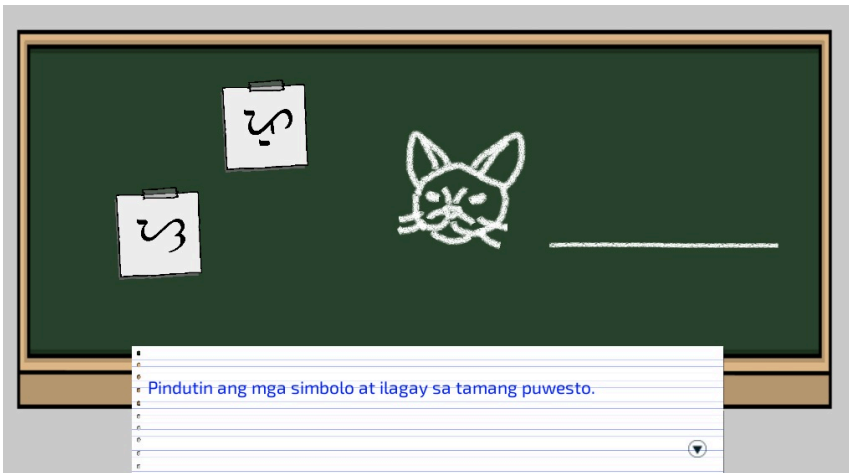 ᜉᜓ
ᜐ
Pindutin ang mga simbolo at ilagay sa tamang puwesto.